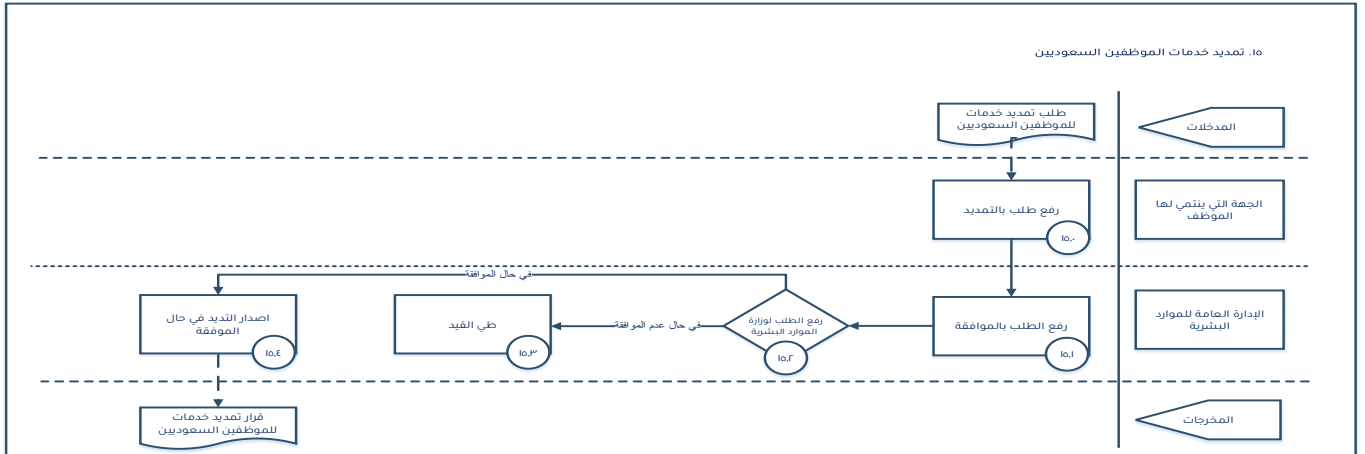 ١٥. تمديد خدمات الموظفين السعوديين
المدخلات
طلب تمديد خدمات
للموظفين السعوديين
الجهة التي ينتمي لها
الموظف
رفع طلب بالتمديد
١٥.٠
الإدارة العامة للموارد
البشرية
رفع الطلب بالموافقة
١٥.١
رفع الطلب لوزارة
الموارد البشرية
١٥.٢
في حال الموافقة
في حال عدم الموافقة
طي القيد
١٥.٣
اصدار التديد في حال
الموفقة
١٥.٤
المخرجات
قرار تمديد خدمات
للموظفين السعوديين